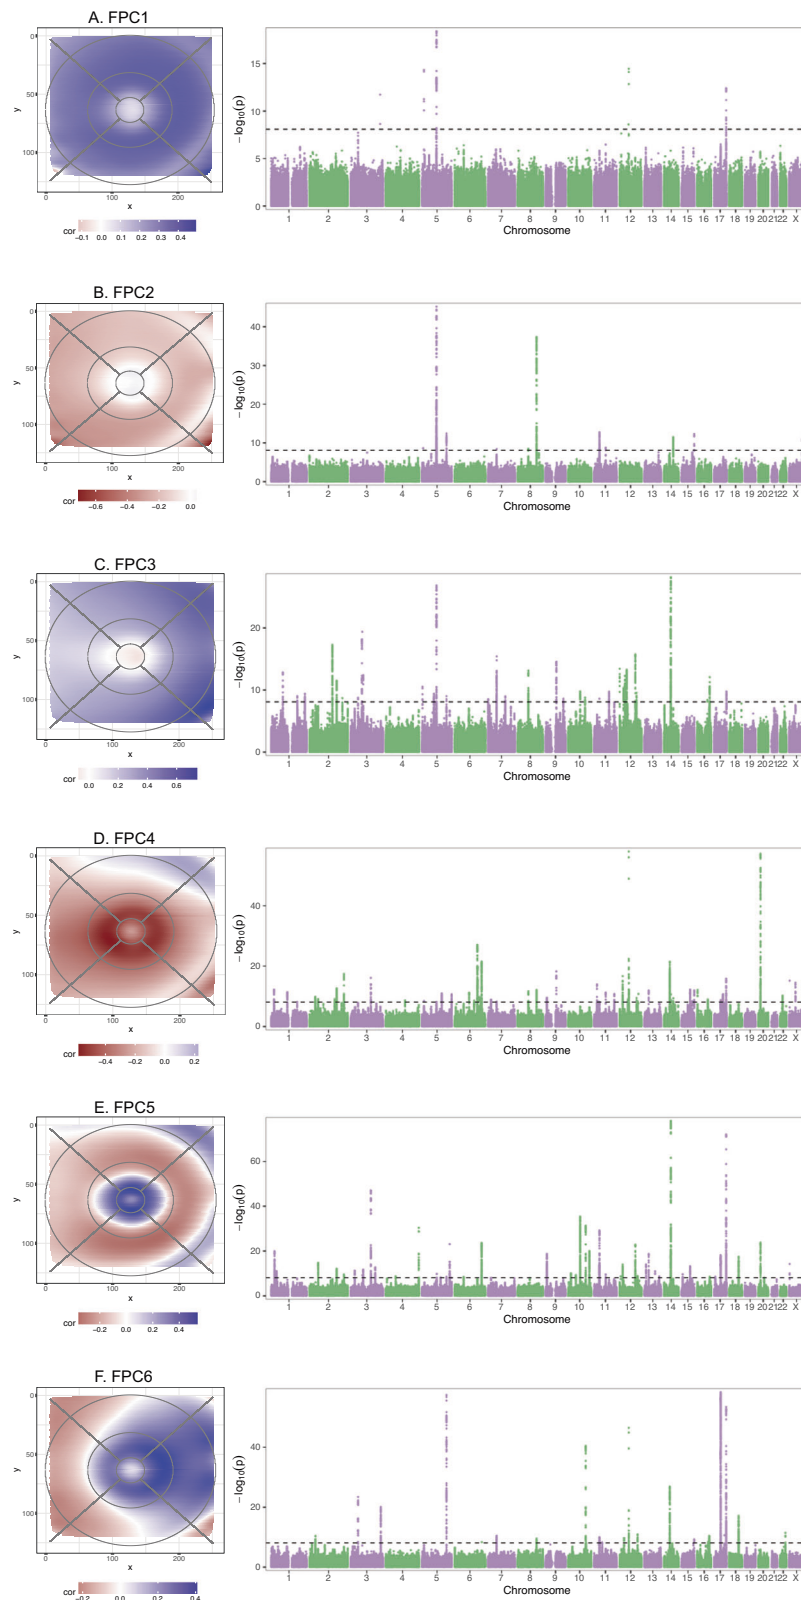 A. FPC1
0
50
100
y
0 100 200
x
cor
−0.1 0.0 0.1 0.2 0.3 0.4
15
10
5
0
−log10(p)
1 2 3 4 5 6 7 8 9 10 11 12 13 14 15 16 17 18 19 20 21 22 X
Chromosome
B. FPC2
0
50
100
y
0 100 200
x
cor
−0.6 −0.4 −0.2 0.0
40
30
20
10
0
−log10(p)
1 2 3 4 5 6 7 8 9 10 11 12 13 14 15 16 17 18 19 20 21 22 X
Chromosome
C. FPC3
0
50
100
y
0 100 200
x
cor
0.0 0.2 0.4 0.6
20
10
0
−log10(p)
1 2 3 4 5 6 7 8 9 10 11 12 13 14 15 16 17 18 19 20 21 22 X
Chromosome
D. FPC4
0
50
100
y
0 100 200
x
cor
−0.4 −0.2 0.0 0.2
40
20
0
−log10(p)
1 2 3 4 5 6 7 8 9 10 11 12 13 14 15 16 17 18 19 20 21 22 X
Chromosome
E. FPC5
0
50
100
y
0 100 200
x
cor
−0.2 0.0 0.2 0.4
60
40
20
0
−log10(p)
1 2 3 4 5 6 7 8 9 10 11 12 13 14 15 16 17 18 19 20 21 22 X
Chromosome
F. FPC6
0
50
100
y
0 100 200
x
cor
−0.2 0.0 0.2 0.4
40
20
0
−log10(p)
1 2 3 4 5 6 7 8 9 10 11 12 13 14 15 16 17 18 19 20 21 22 X
Chromosome